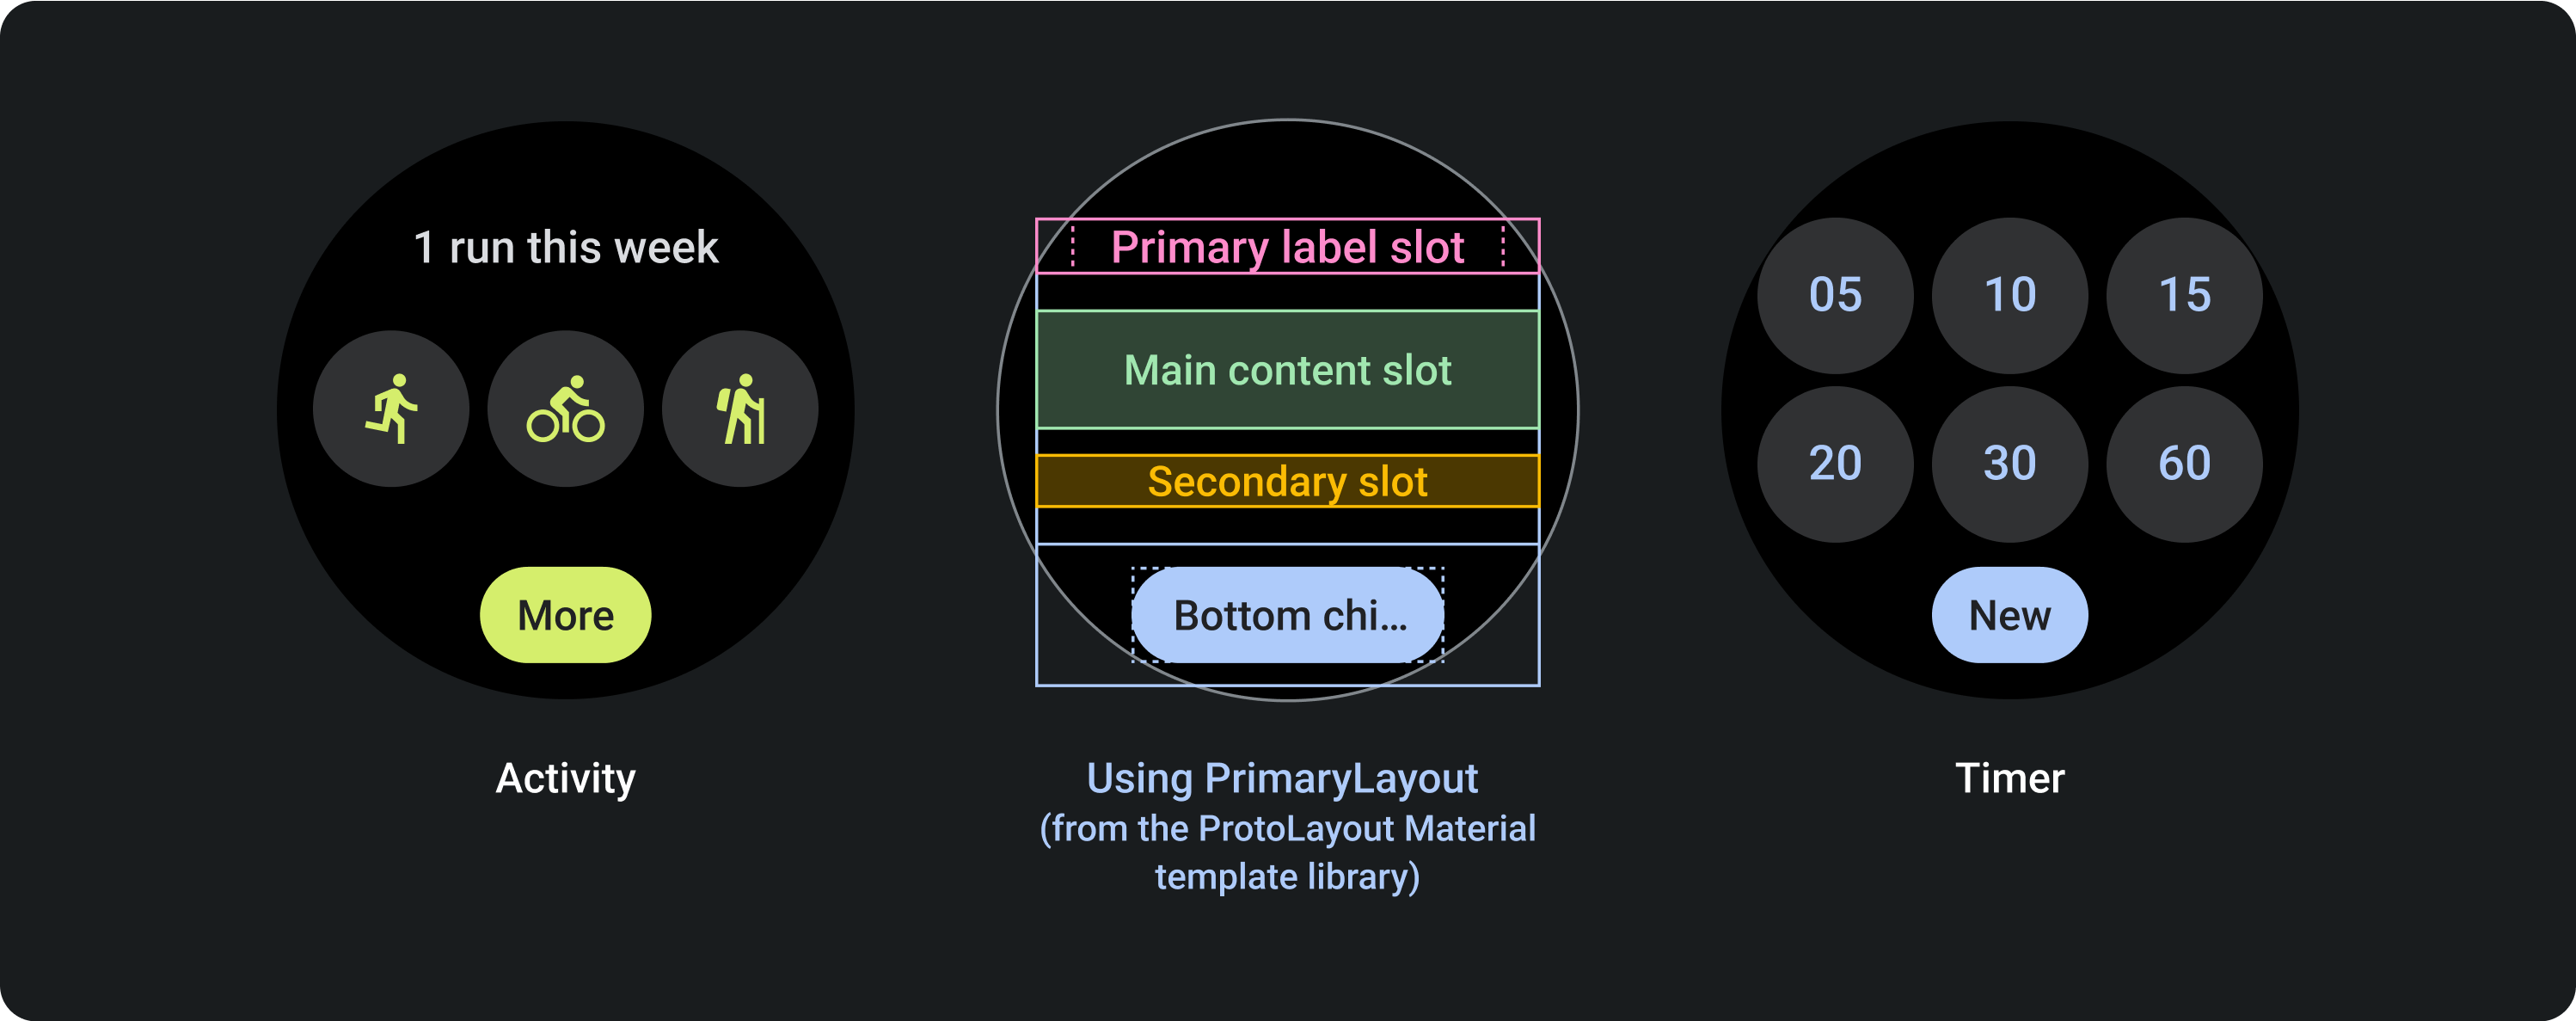 1 run this week
More
Activity
Primary label slot
Main content slot
Secondary slot
Bottom chi...
Using PrimaryLayout
(from the ProtoLayout Material
template library)
05 10 15
20 30 60
New
Timer